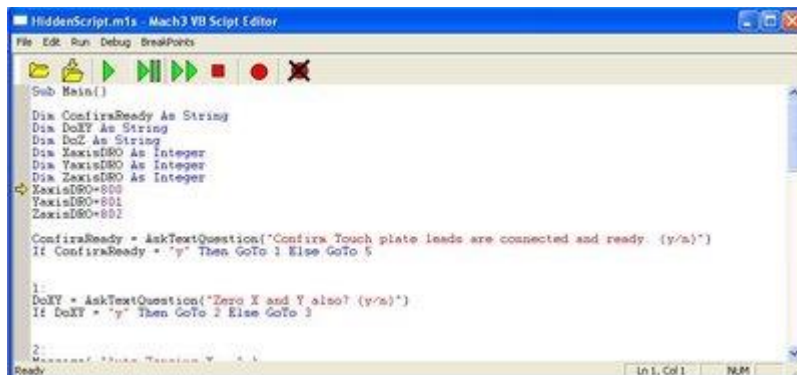 HiddenScript.m1s - Mach3 VB Scipt Editor
File Edit Run Debug BreakPoints
Sub Main()
Dim ConfirmReady As String
Dim DoXY As String
Dim DoZ As String
Dim XaxisDRO As Integer
Dim YaxisDRO As Integer
Dim ZaxisDRO As Integer
XaxisDRO=800
YaxisDRO=801
ZaxisDRO=802
ConfirmReady = AskTextQuestion("Confirm Touch plate leads are connected and ready. (y/n)")
If ConfirmReady = "y" Then GoTo 1 Else GoTo 5
1:
DoXY = AskTextQuestion("Zero X and Y also? (y/n)")
If DoXY = "y" Then GoTo 2 Else GoTo 3
2:
Ready Ln 1, Col 1 NUM